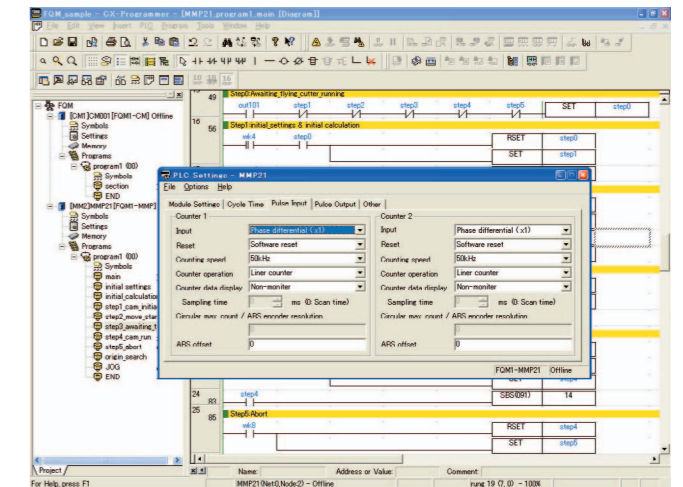 FQM_sample - CX-Programmer - [MMP21.program1.main [Diagram]]
File Edit View Insert PLC Program Tools Window Help
FQM
[CM1]CM001[FQM1-CM] Offline
Symbols
Settings
Memory
Programs
program1 (00)
Symbols
section
END
[MM2]MMP21[FQM1-MMP]
Symbols
Settings
Memory
Programs
program1 (00)
Symbols
main
initial settings
initial_calculatio
step1_cam_initia
step2_move_star
step3_awaiting_t
step4_cam_run
step5_abort
origin_search
JOG
END
Project
49
Step0:Awaiting_flying_cutter_running
out101 step1 step2 step3 step4 step5 SET step0
16
56
Step1:initial_settings & initial calculation
wk4 step0
RSET step0
SET step1
PLC Settings - MMP21
File Options Help
Module Settings Cycle Time Pulse Input Pulse Output Other
Counter 1
Input Phase differential (x1)
Reset Software reset
Counting speed 50kHz
Counter operation Liner counter
Counter data display Non-moniter
Sampling time 0 ms (0: Scan time)
Circular max. count / ABS encoder resolution
ABS offset 0
Counter 2
Input Phase differential (x1)
Reset Software reset
Counting speed 50kHz
Counter operation Liner counter
Counter data display Non-moniter
Sampling time ms (0: Scan time)
Circular max. count / ABS encoder resolution
ABS offset 0
FQM1-MMP21 Offline
SET step4
24
83
step4
SBS(091) 14
25
85
Step5:Abort
wk8
RSET step4
SET step5
Name: Address or Value: Comment:
For Help, press F1
MMP21(Net:0,Node:2) - Offline
rung 19 (7, 0) - 100%